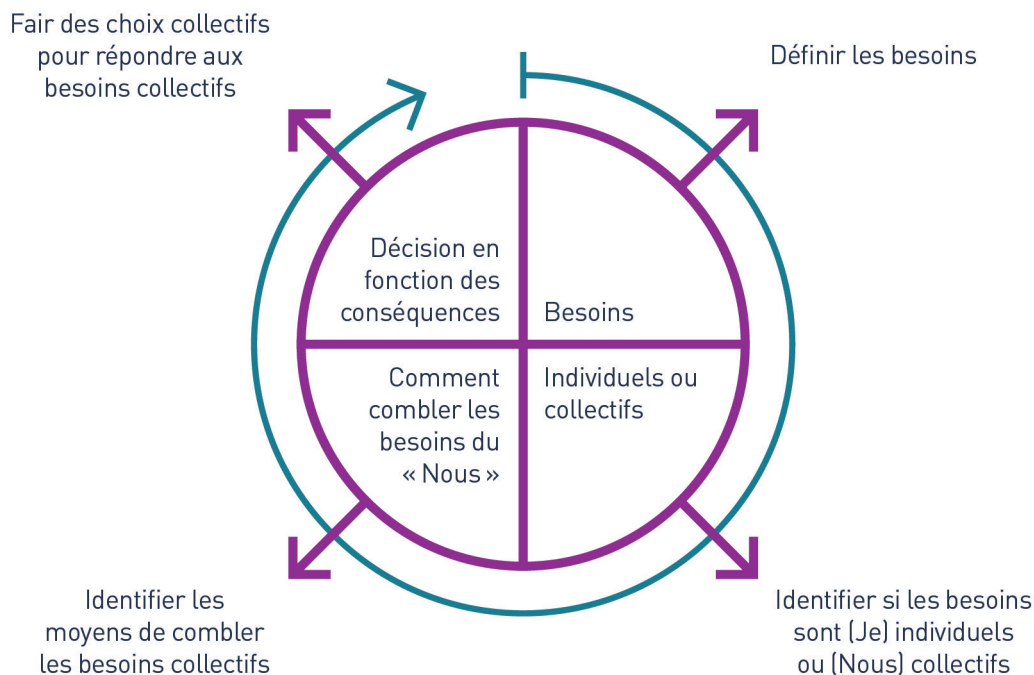 Fair des choix collectifs
pour répondre aux
besoins collectifs
Définir les besoins
Décision en
fonction des
conséquences
Besoins
Comment
combler les
besoins du
« Nous »
Individuels ou
collectifs
Identifier les
moyens de combler
les besoins collectifs
Identifier si les besoins
sont (Je) individuels
ou (Nous) collectifs